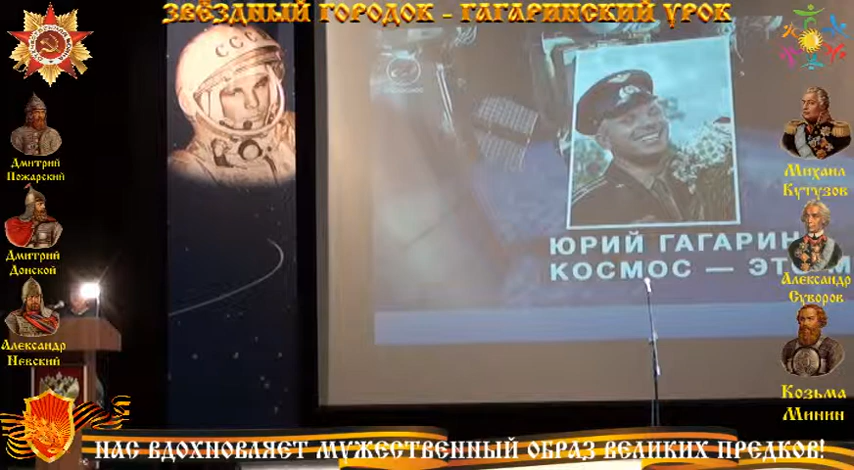 ЗВЁЗДНЫЙ ГОРОДОК - ГАГАРИНСКИЙ УРОК
СССР
Дмитрий
Пожарский
Дмитрий
Донской
Александр
Невский
ЮРИЙ ГАГАРИН
КОСМОС — ЭТО М
Михаил
Кутузов
Александр
Суворов
Козьма
Минин
НАС ВДОХНОВЛЯЕТ МУЖЕСТВЕННЫЙ ОБРАЗ ВЕЛИКИХ ПРЕДКОВ!